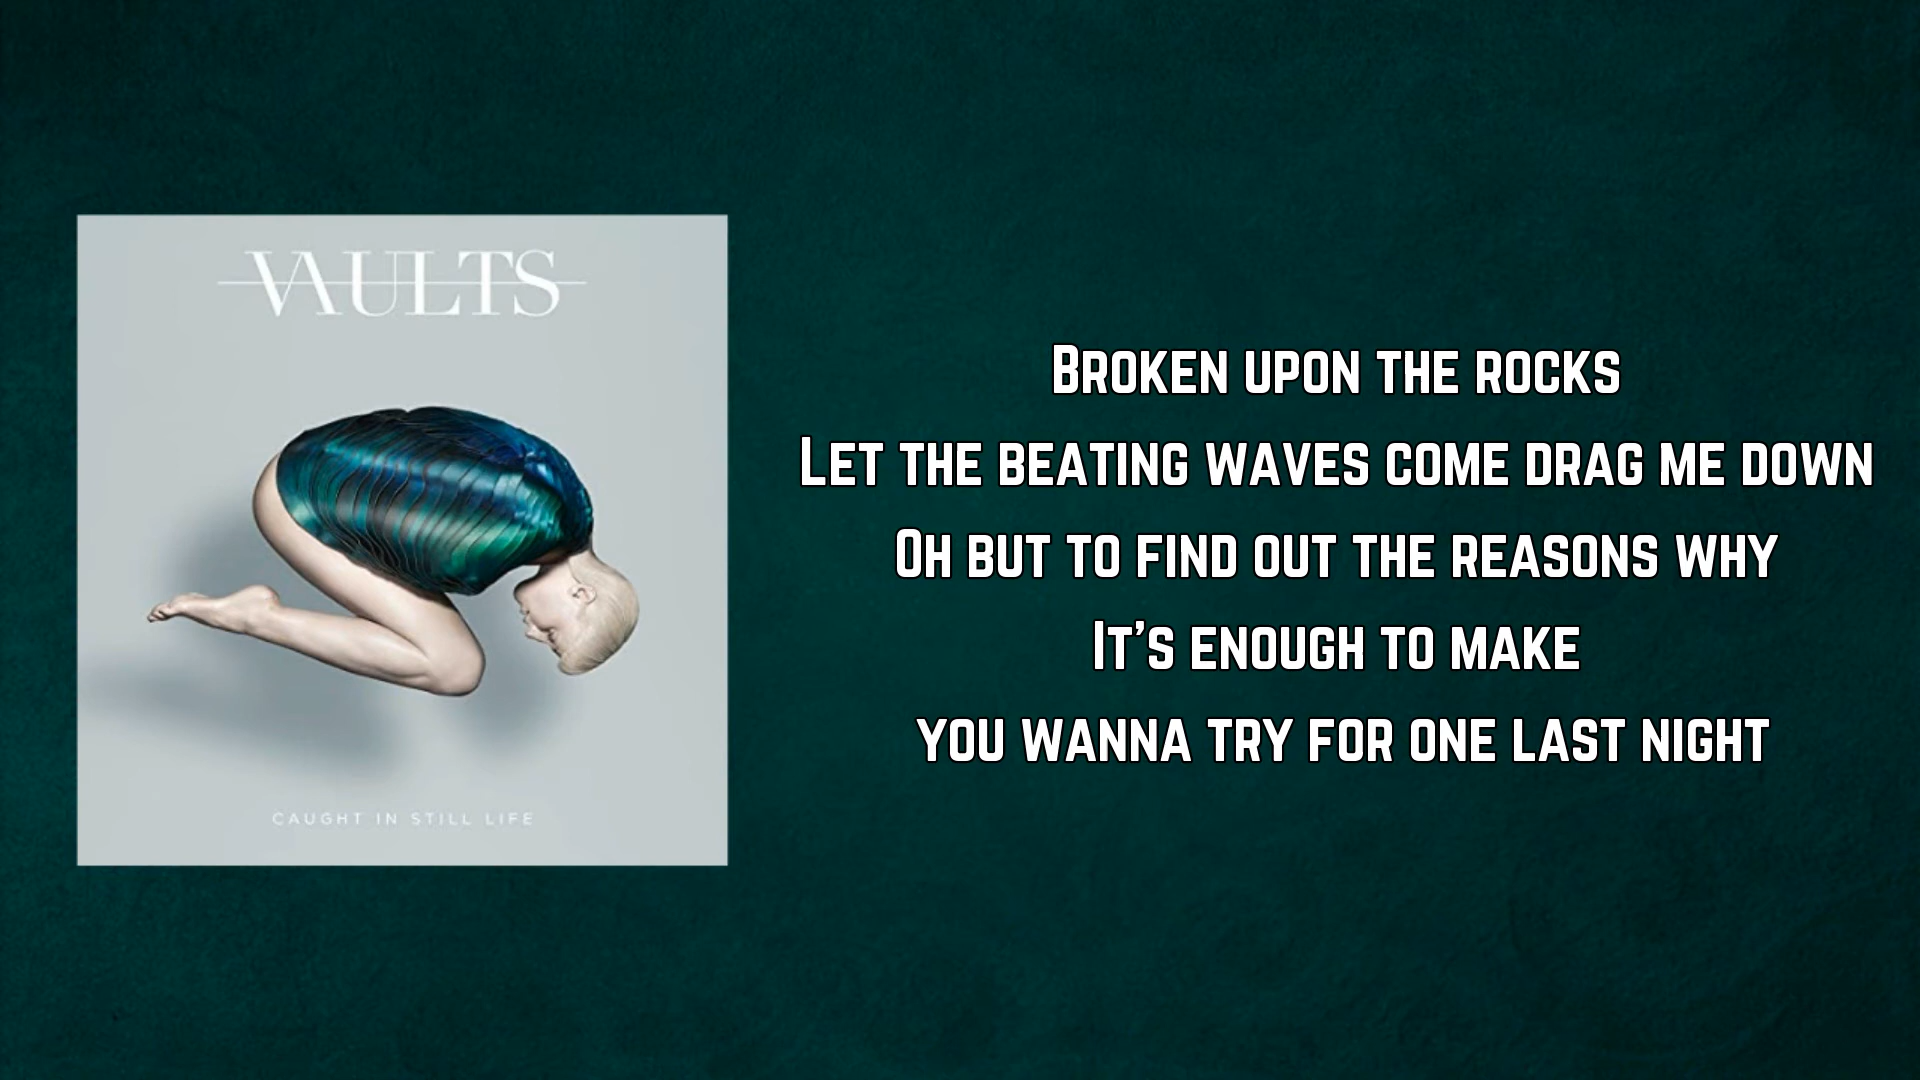 VAULTS
CAUGHT IN STILL LIFE
Broken upon the rocks
Let the beating waves come drag me down
Oh but to find out the reasons why
It's enough to make
you wanna try for one last night